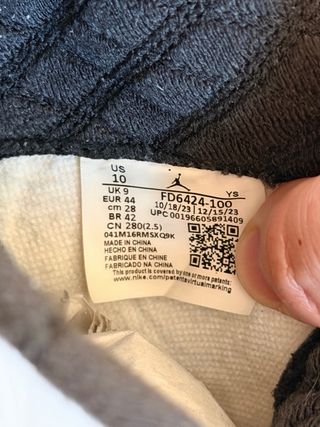 US
10
UK 9
EUR 44
cm 28
BR 42
CN 280(2.5)
YS
FD6424-100
10/18/23 12/15/23
UPC 00196605891409
041M16RMSXQ9K
MADE IN CHINA
HECHO EN CHINA
FABRIQUE EN CHINE
FABRICADO NA CHINA
This product is covered by one or more patents:
www.nike.com/patentsvirtualmarking